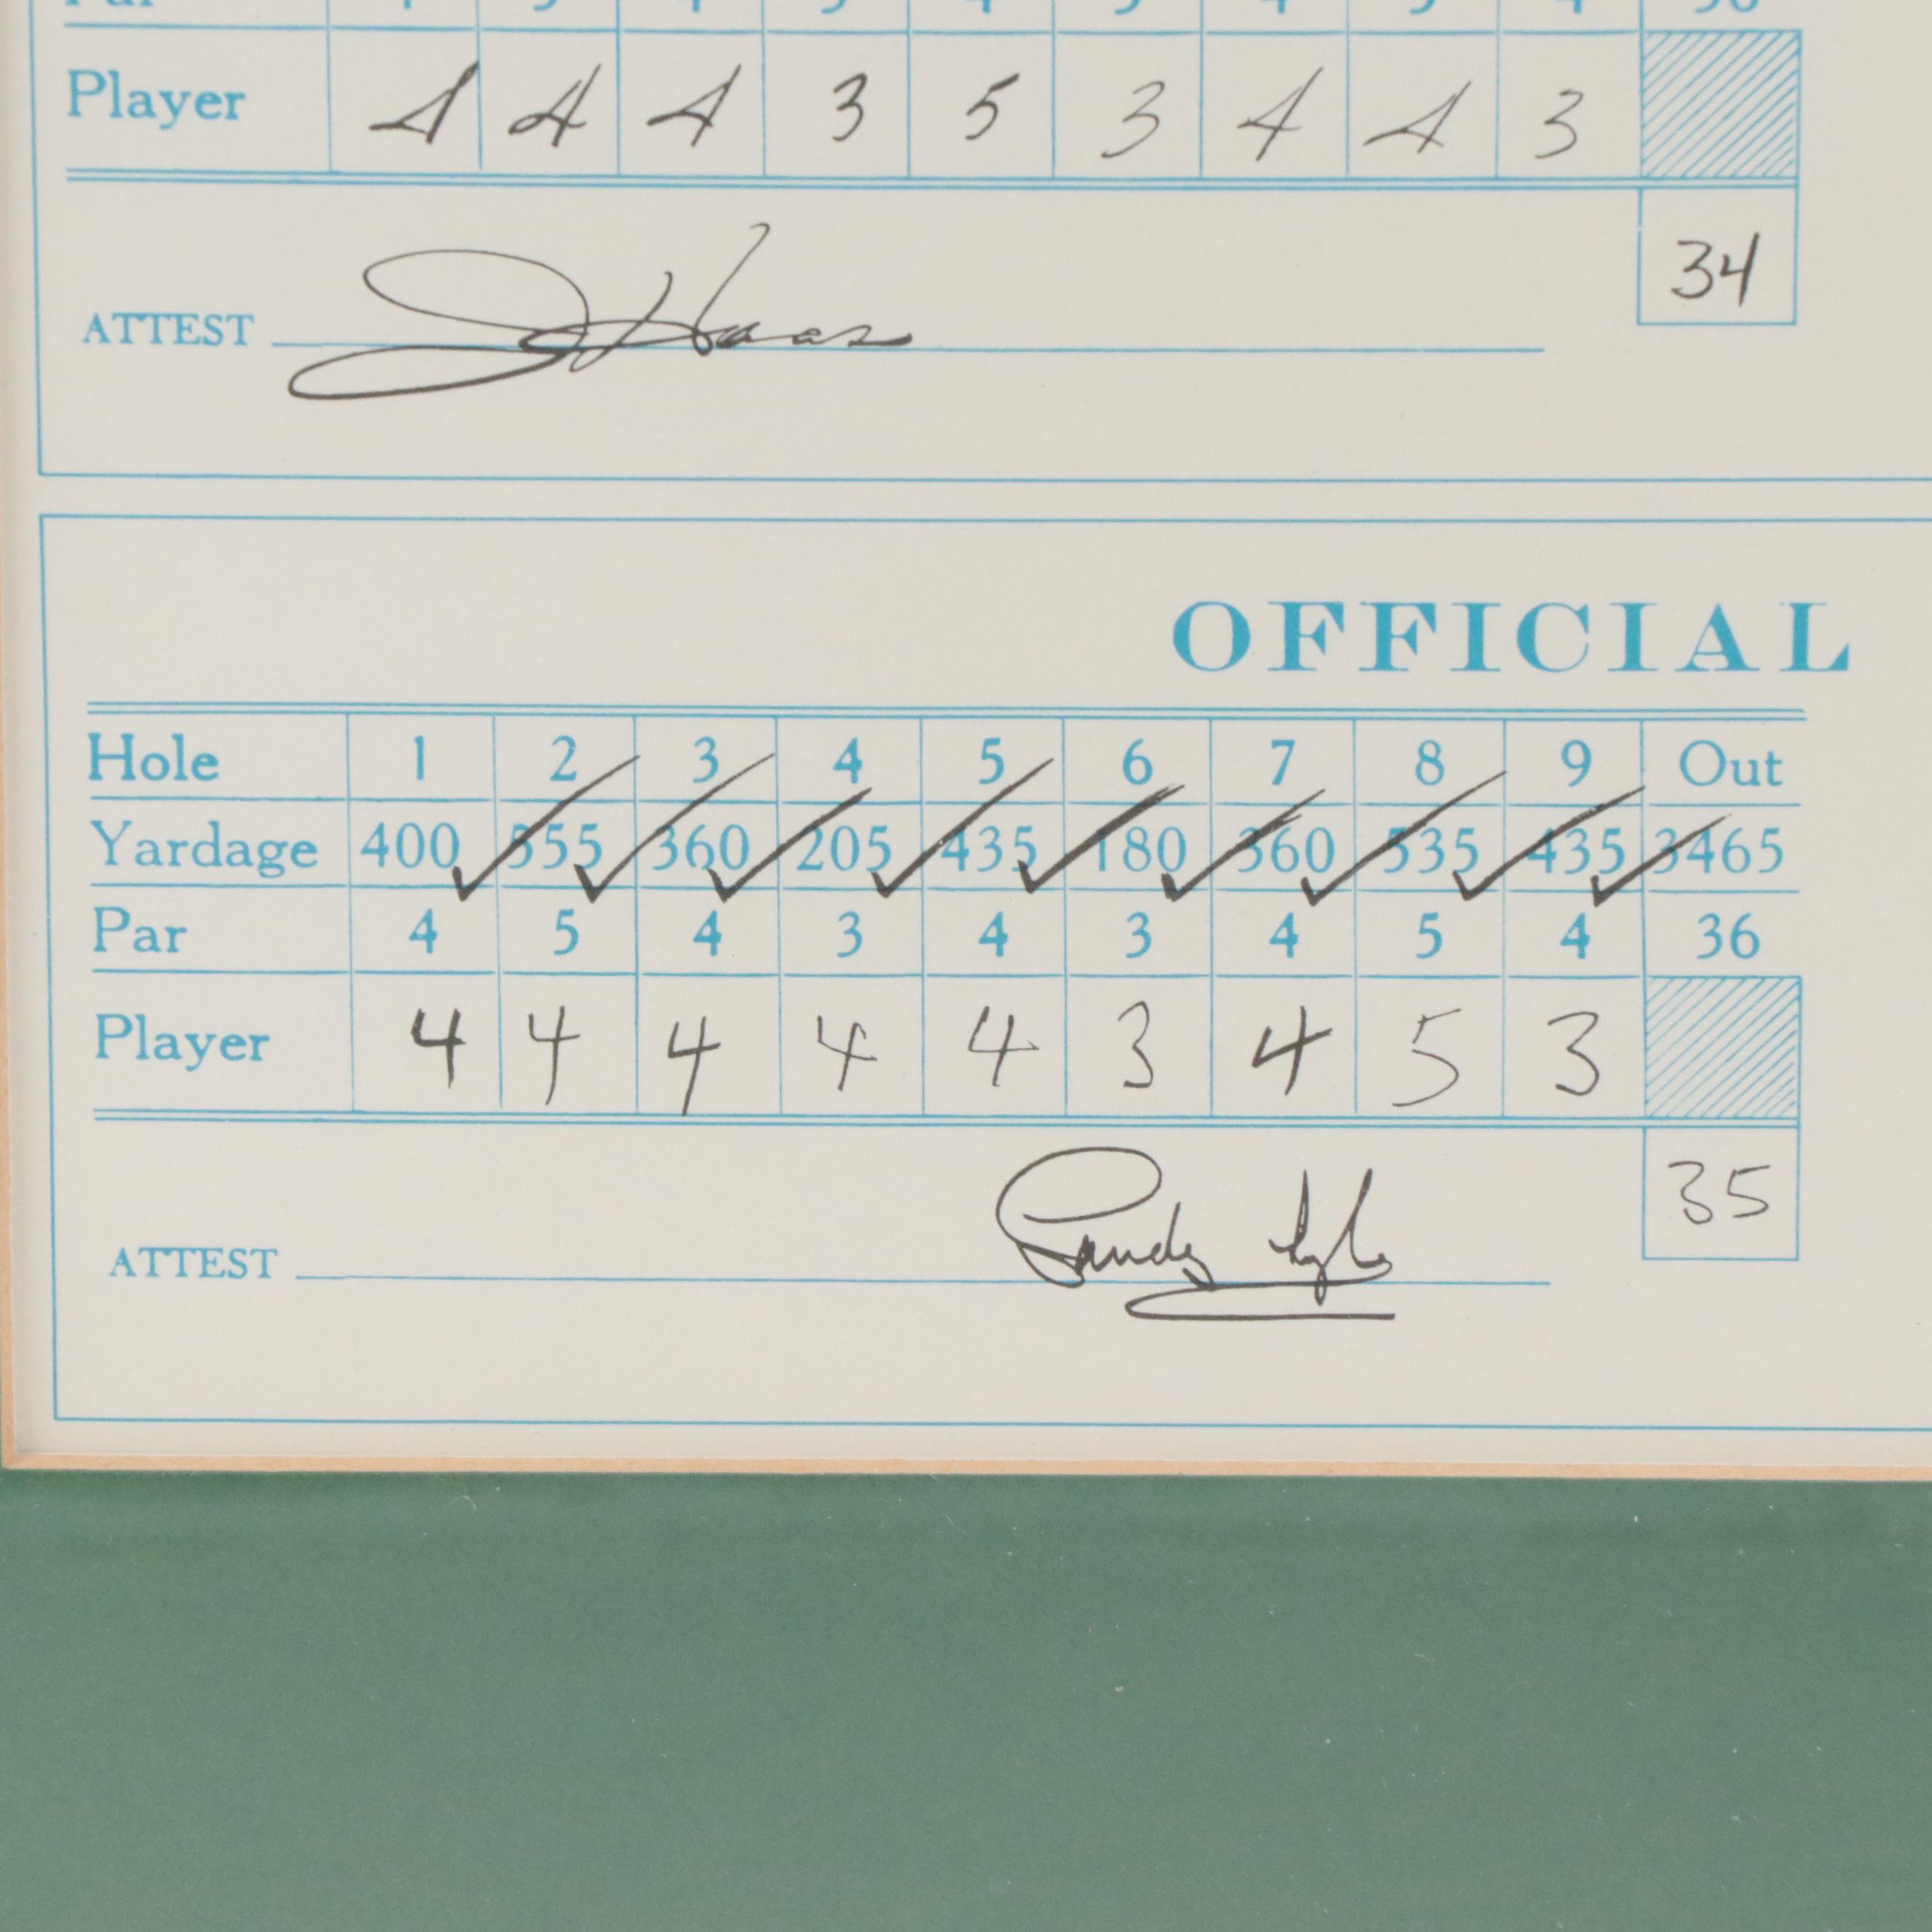 Player 4 4 4 3 5 3 4 4 3
34
ATTEST J Haas
OFFICIAL
Hole 1 2 3 4 5 6 7 8 9 Out
Yardage 400 555 360 205 435 180 360 535 435 3465
Par 4 5 4 3 4 3 4 5 4 36
Player 4 4 4 4 4 3 4 5 3
35
ATTEST Sandy Lyle